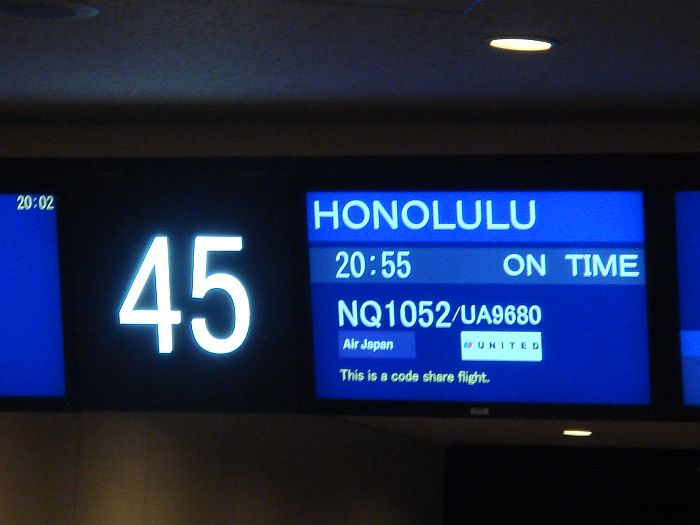 20:02
45
HONOLULU
20:55 ON TIME
NQ1052/UA9680
Air Japan UNITED
This is a code share flight.